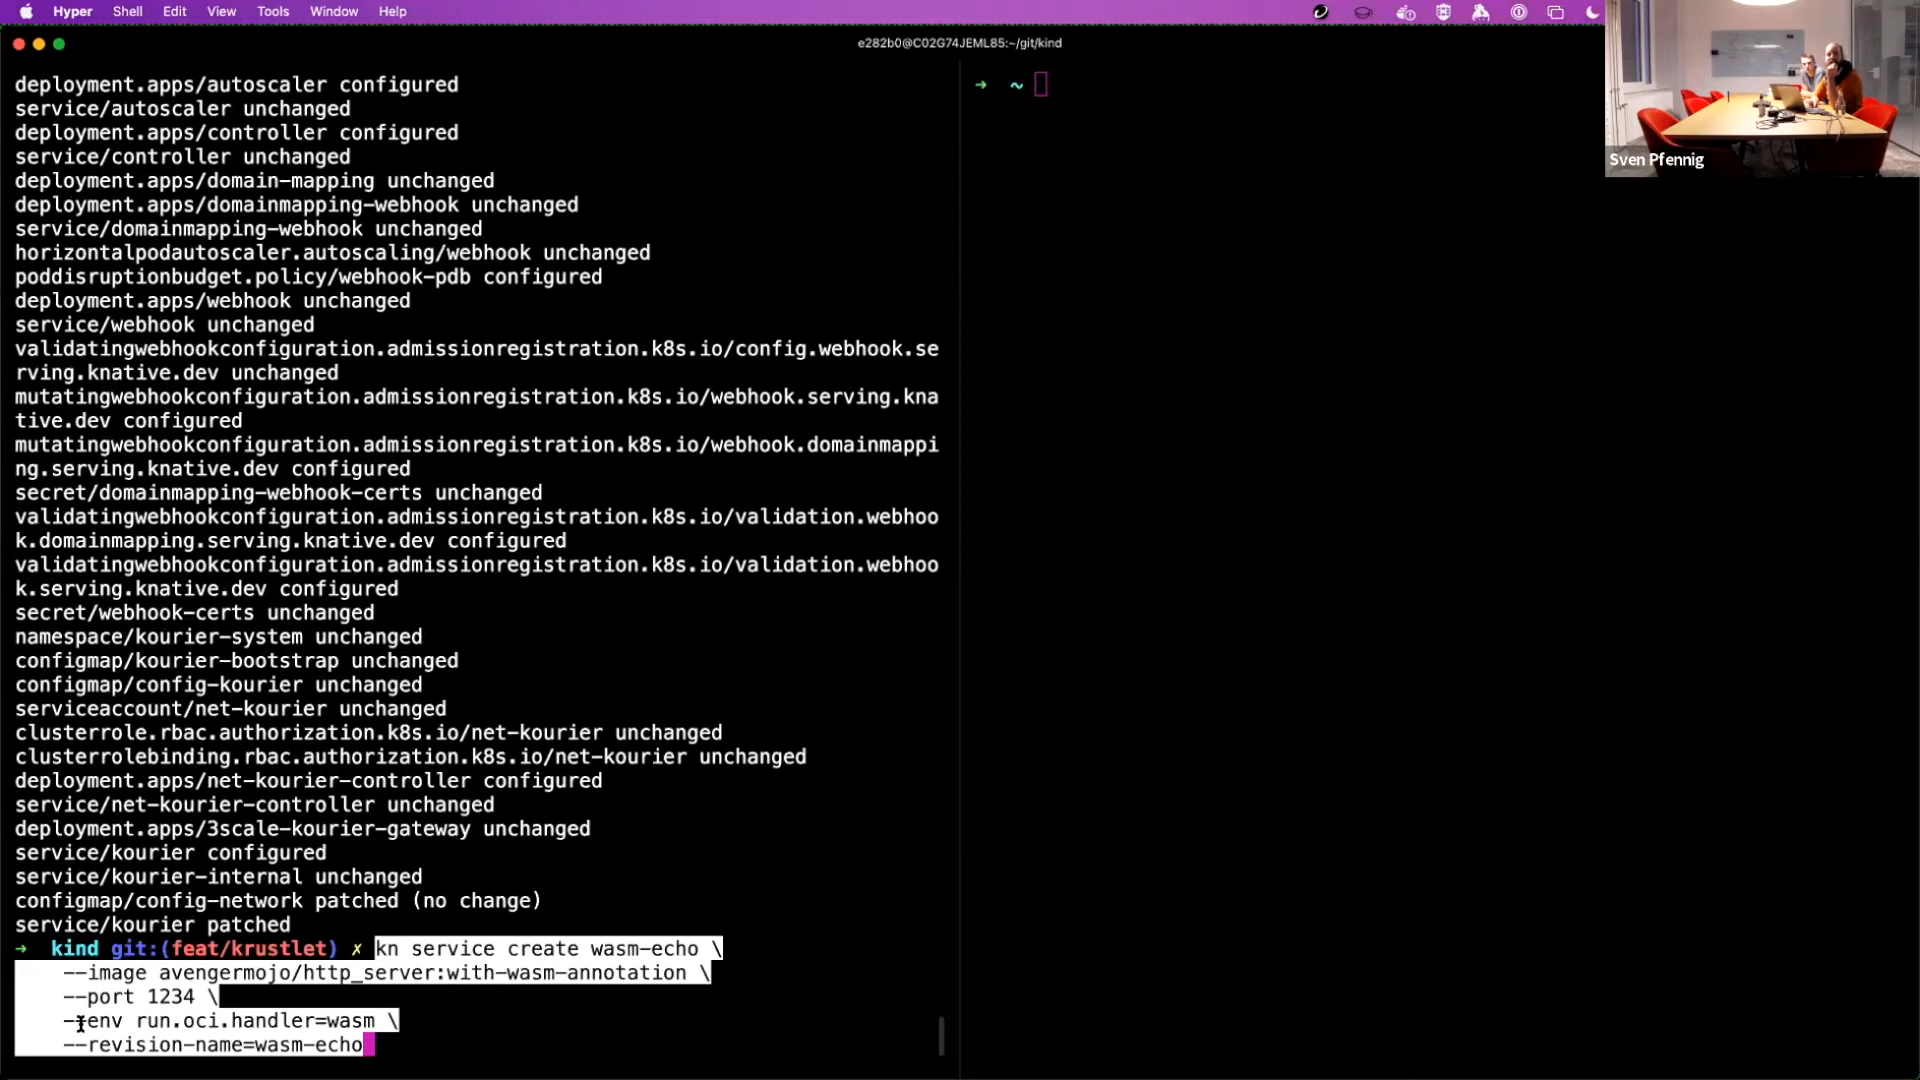 Hyper Shell Edit View Tools Window Help
e282b0@C02G74JEML85:~/git/kind
deployment.apps/autoscaler configured
service/autoscaler unchanged
deployment.apps/controller configured
service/controller unchanged
deployment.apps/domain-mapping unchanged
deployment.apps/domainmapping-webhook unchanged
service/domainmapping-webhook unchanged
horizontalpodautoscaler.autoscaling/webhook unchanged
poddisruptionbudget.policy/webhook-pdb configured
deployment.apps/webhook unchanged
service/webhook unchanged
validatingwebhookconfiguration.admissionregistration.k8s.io/config.webhook.se
rving.knative.dev unchanged
mutatingwebhookconfiguration.admissionregistration.k8s.io/webhook.serving.kna
tive.dev configured
mutatingwebhookconfiguration.admissionregistration.k8s.io/webhook.domainmappi
ng.serving.knative.dev configured
secret/domainmapping-webhook-certs unchanged
validatingwebhookconfiguration.admissionregistration.k8s.io/validation.webhoo
k.domainmapping.serving.knative.dev configured
validatingwebhookconfiguration.admissionregistration.k8s.io/validation.webhoo
k.serving.knative.dev configured
secret/webhook-certs unchanged
namespace/kourier-system unchanged
configmap/kourier-bootstrap unchanged
configmap/config-kourier unchanged
serviceaccount/net-kourier unchanged
clusterrole.rbac.authorization.k8s.io/net-kourier unchanged
clusterrolebinding.rbac.authorization.k8s.io/net-kourier unchanged
deployment.apps/net-kourier-controller configured
service/net-kourier-controller unchanged
deployment.apps/3scale-kourier-gateway unchanged
service/kourier configured
service/kourier-internal unchanged
configmap/config-network patched (no change)
service/kourier patched
→ kind git:(feat/krustlet) ✗ kn service create wasm-echo \
--image avengermojo/http_server:with-wasm-annotation \
--port 1234 \
--env run.oci.handler=wasm \
--revision-name=wasm-echo
→ ~
Sven Pfennig